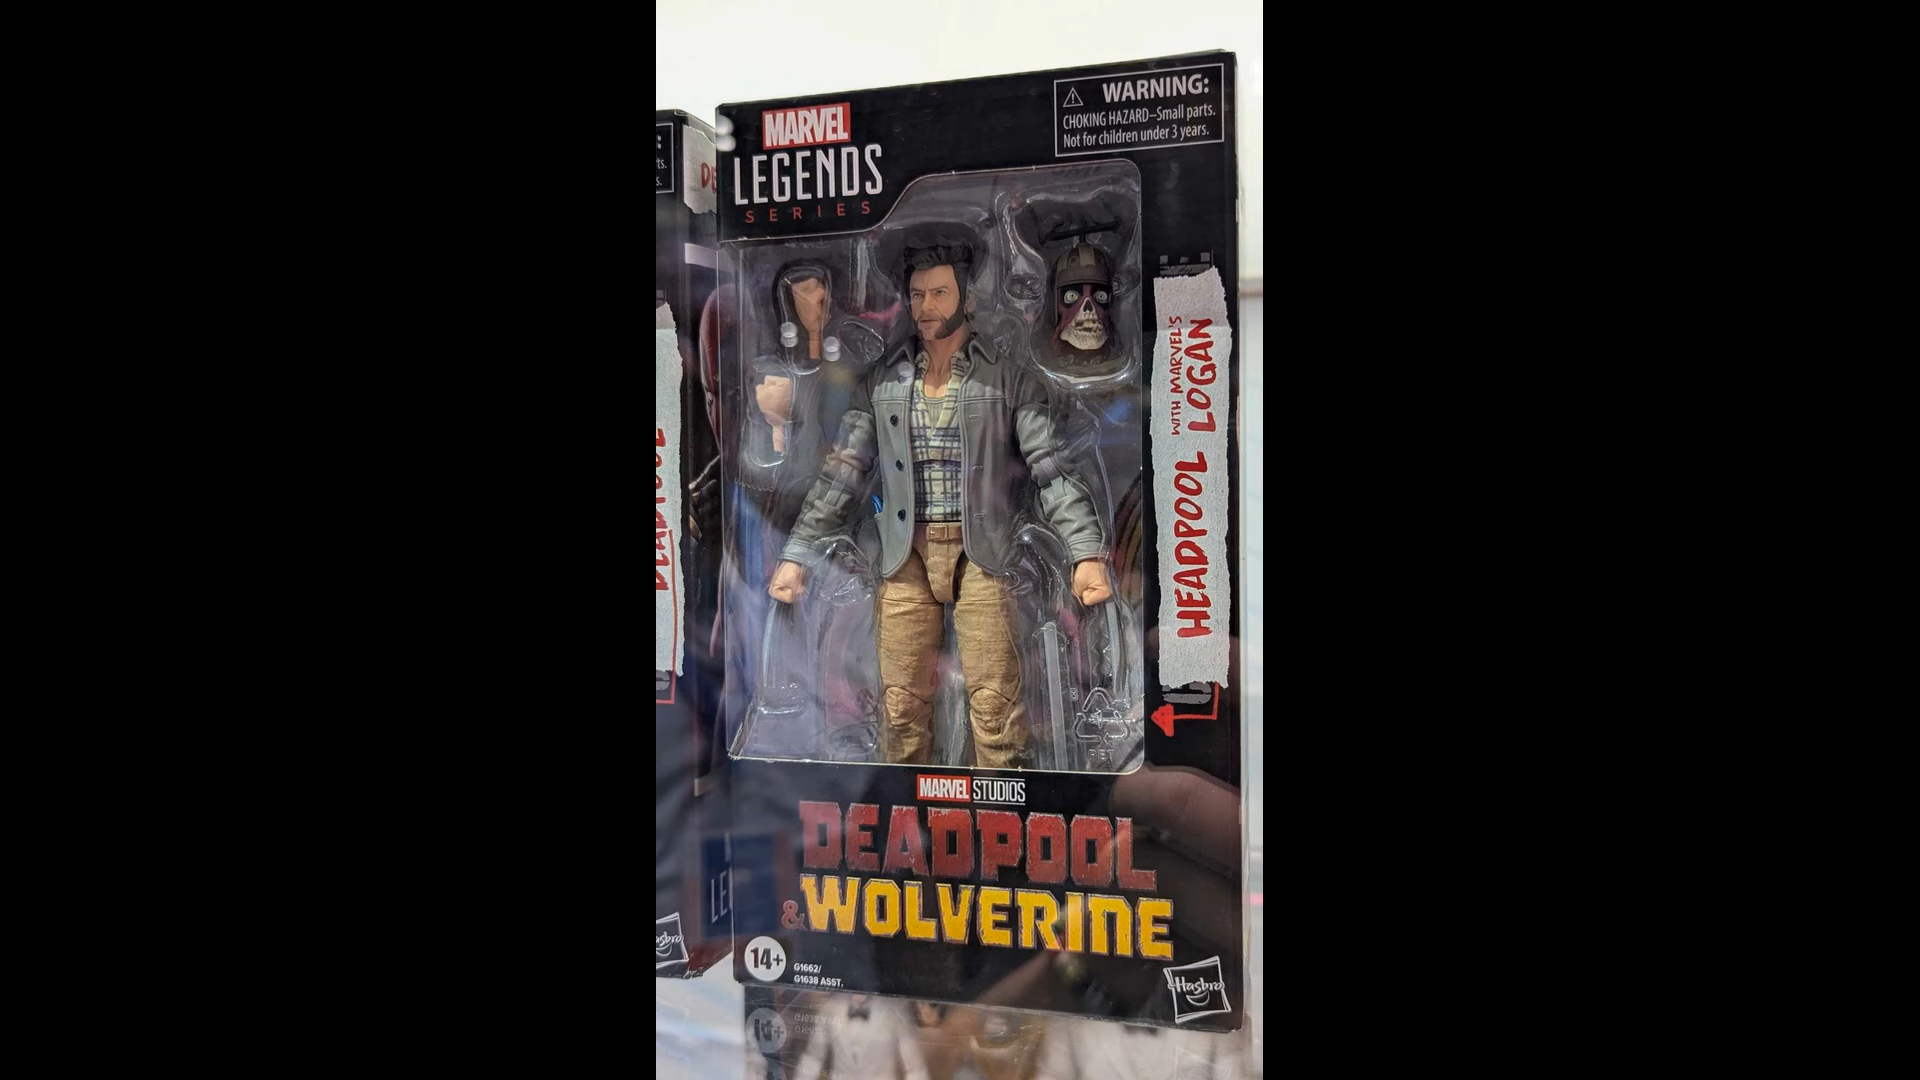 MARVEL
LEGENDS
SERIES
WARNING:
CHOKING HAZARD–Small parts.
Not for children under 3 years.
HEADPOOL WITH MARVEL'S LOGAN
DEADPOOL
PET
MARVEL STUDIOS
DEADPOOL
&WOLVERINE
14+
G1662/
G1638 ASST.
Hasbro